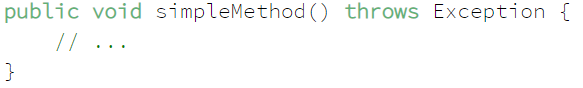 public void simpleMethod() throws Exception {
    // ...
}